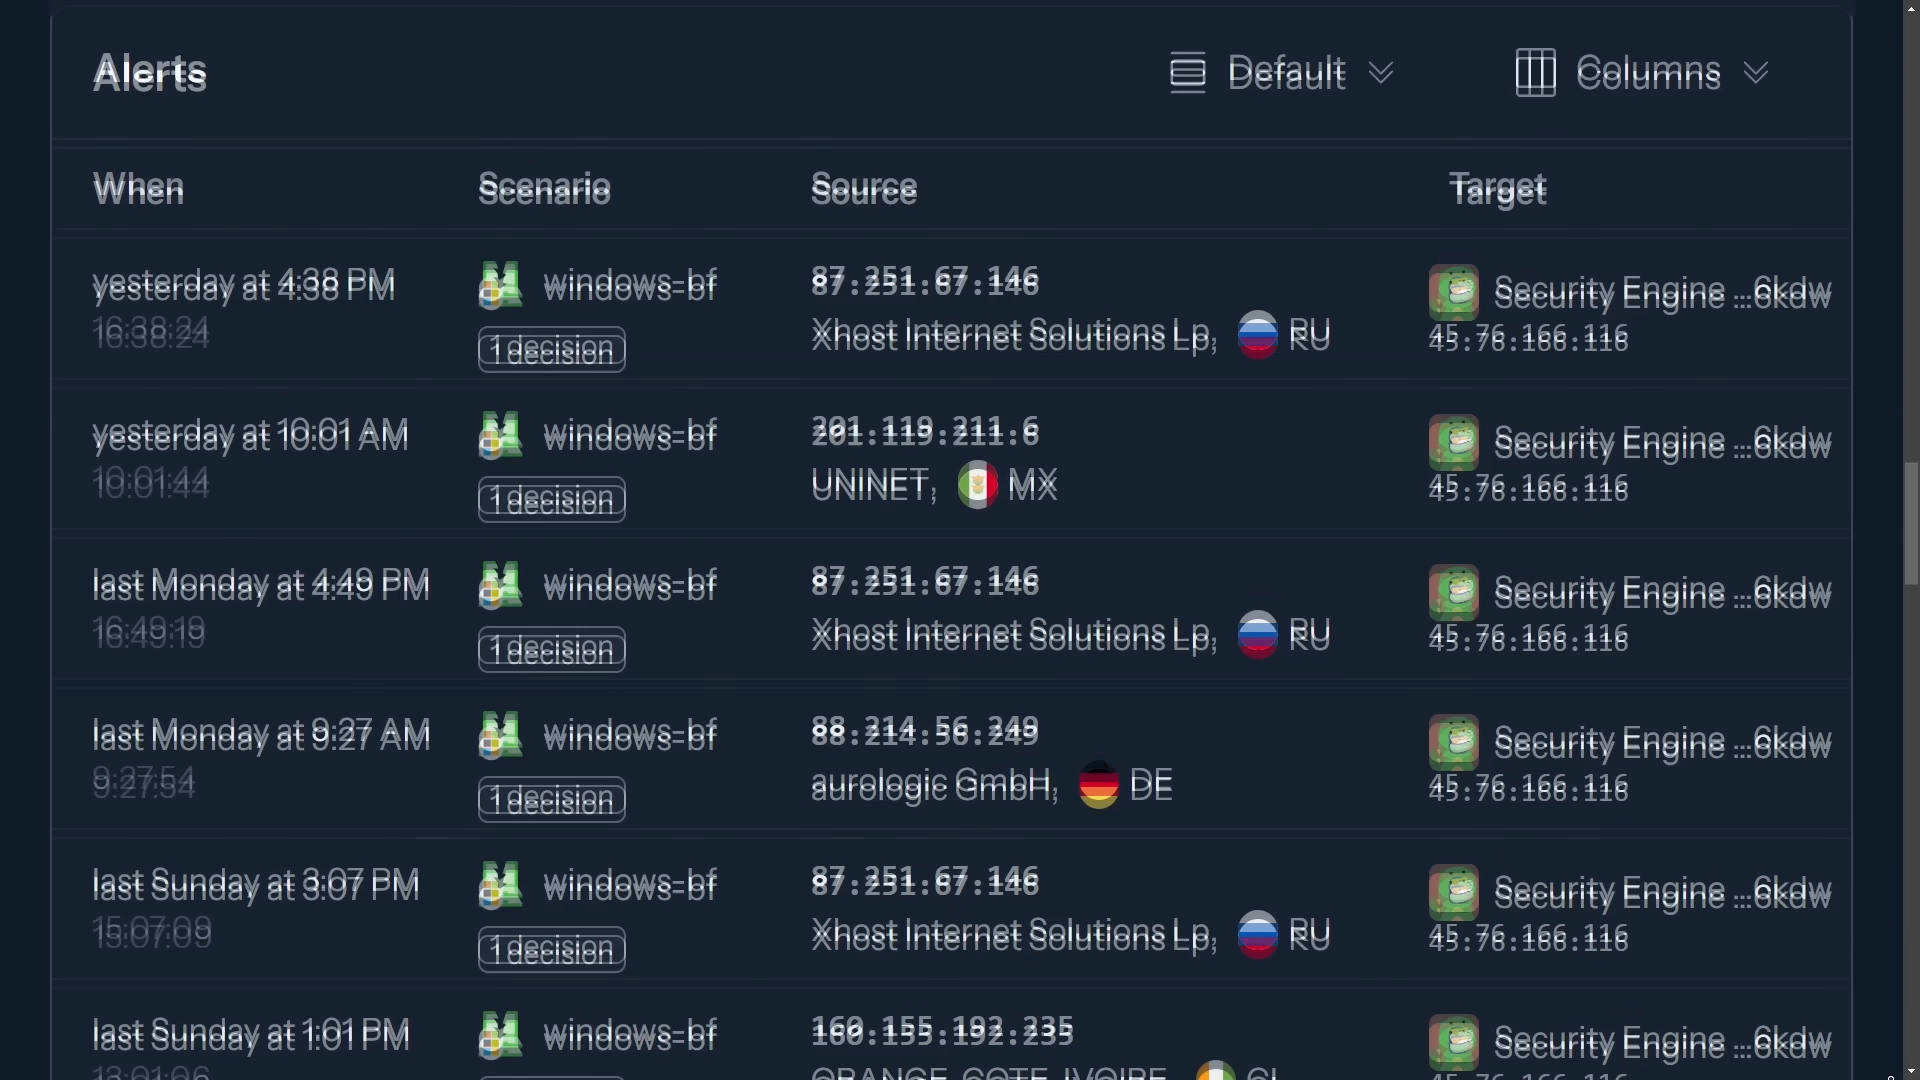 Alerts
Default
Columns
When Scenario Source Target
yesterday at 4:38 PM windows-bf 87.251.67.146 Security Engine ...6kdw
16:38:24 1 decision Xhost Internet Solutions Lp, RU 45.76.166.116
yesterday at 10:01 AM windows-bf 201.119.211.6 Security Engine ...6kdw
10:01:44 1 decision UNINET, MX 45.76.166.116
last Monday at 4:49 PM windows-bf 87.251.67.146 Security Engine ...6kdw
16:49:19 1 decision Xhost Internet Solutions Lp, RU 45.76.166.116
last Monday at 9:27 AM windows-bf 88.214.56.249 Security Engine ...6kdw
9:27:54 1 decision aurologic GmbH, DE 45.76.166.116
last Sunday at 3:07 PM windows-bf 87.251.67.146 Security Engine ...6kdw
15:07:09 1 decision Xhost Internet Solutions Lp, RU 45.76.166.116
last Sunday at 1:01 PM windows-bf 160.155.192.235 Security Engine ...6kdw